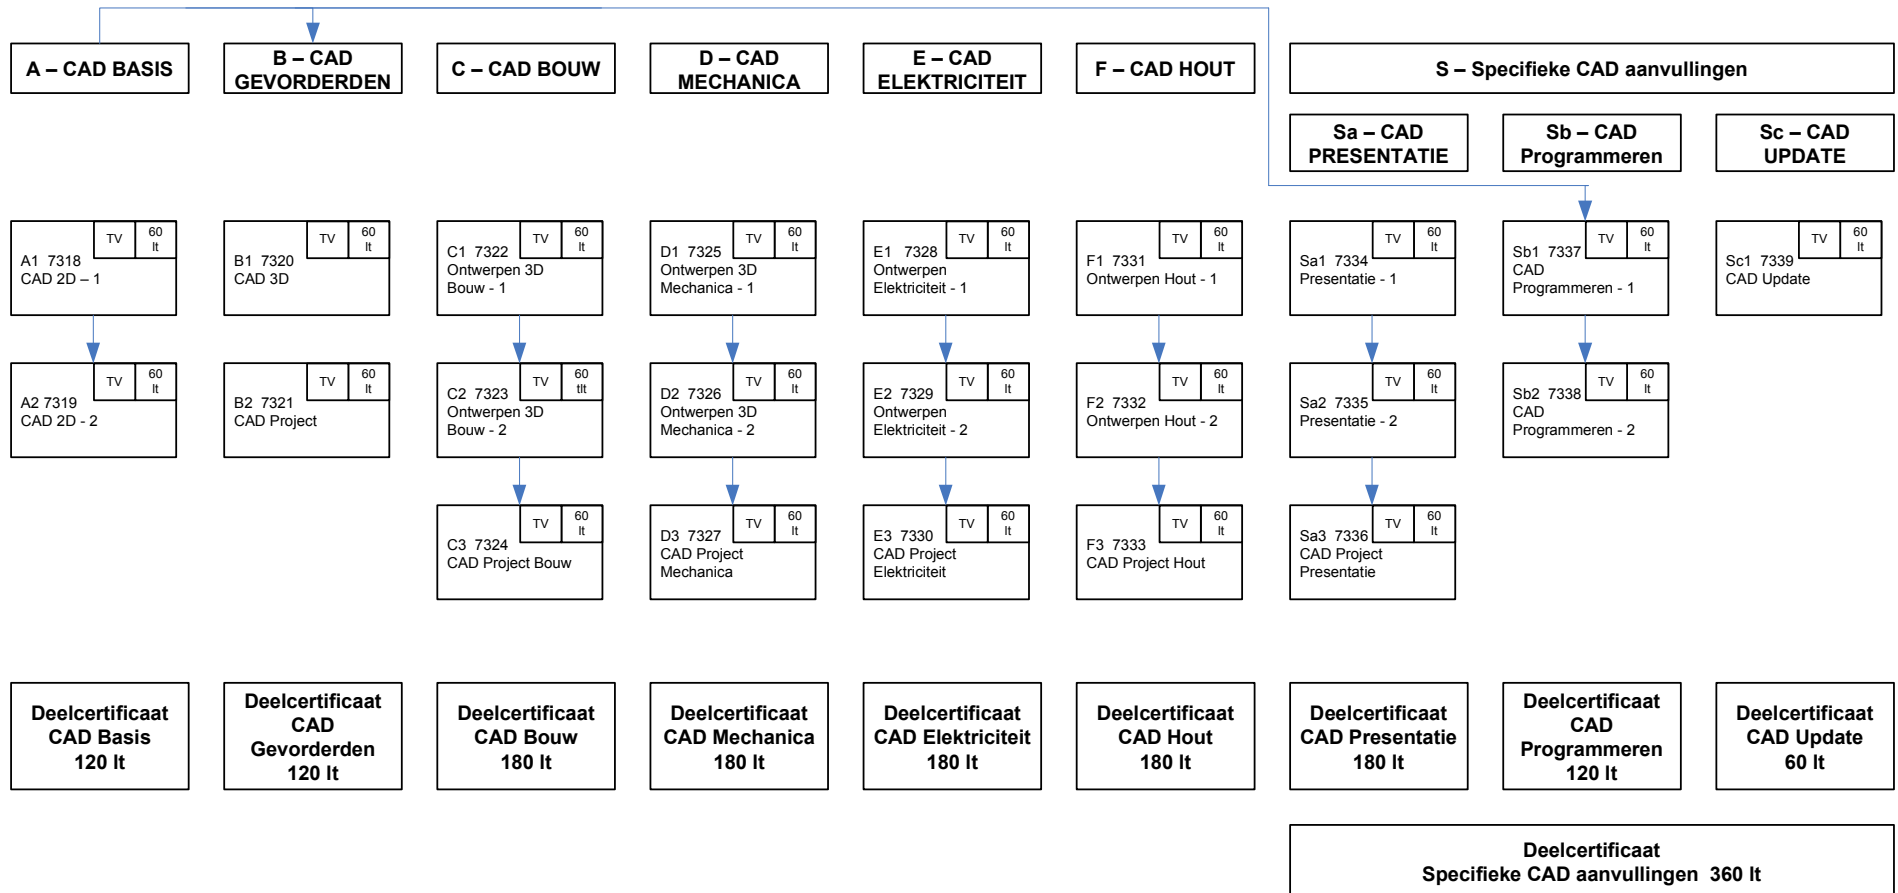 A – CAD BASIS
B – CAD
GEVORDERDEN
C – CAD BOUW
D – CAD
MECHANICA
E – CAD
ELEKTRICITEIT
F – CAD HOUT
S – Specifieke CAD aanvullingen
Sa – CAD
PRESENTATIE
Sb – CAD
Programmeren
Sc – CAD
UPDATE
TV
60
lt
A1 7318
CAD 2D – 1
TV
60
lt
B1 7320
CAD 3D
TV
60
lt
C1 7322
Ontwerpen 3D
Bouw - 1
TV
60
lt
D1 7325
Ontwerpen 3D
Mechanica - 1
TV
60
lt
E1 7328
Ontwerpen
Elektriciteit - 1
TV
60
lt
F1 7331
Ontwerpen Hout - 1
TV
60
lt
Sa1 7334
Presentatie - 1
TV
60
lt
Sb1 7337
CAD
Programmeren - 1
TV
60
lt
Sc1 7339
CAD Update
TV
60
lt
A2 7319
CAD 2D - 2
TV
60
lt
B2 7321
CAD Project
TV
60
tlt
C2 7323
Ontwerpen 3D
Bouw - 2
TV
60
lt
D2 7326
Ontwerpen 3D
Mechanica - 2
TV
60
lt
E2 7329
Ontwerpen
Elektriciteit - 2
TV
60
lt
F2 7332
Ontwerpen Hout - 2
TV
60
lt
Sa2 7335
Presentatie - 2
TV
60
lt
Sb2 7338
CAD
Programmeren - 2
TV
60
lt
C3 7324
CAD Project Bouw
TV
60
lt
D3 7327
CAD Project
Mechanica
TV
60
lt
E3 7330
CAD Project
Elektriciteit
TV
60
lt
F3 7333
CAD Project Hout
TV
60
lt
Sa3 7336
CAD Project
Presentatie
Deelcertificaat
CAD Basis
120 lt
Deelcertificaat
CAD
Gevorderden
120 lt
Deelcertificaat
CAD Bouw
180 lt
Deelcertificaat
CAD Mechanica
180 lt
Deelcertificaat
CAD Elektriciteit
180 lt
Deelcertificaat
CAD Hout
180 lt
Deelcertificaat
CAD Presentatie
180 lt
Deelcertificaat
CAD
Programmeren
120 lt
Deelcertificaat
CAD Update
60 lt
Deelcertificaat
Specifieke CAD aanvullingen 360 lt